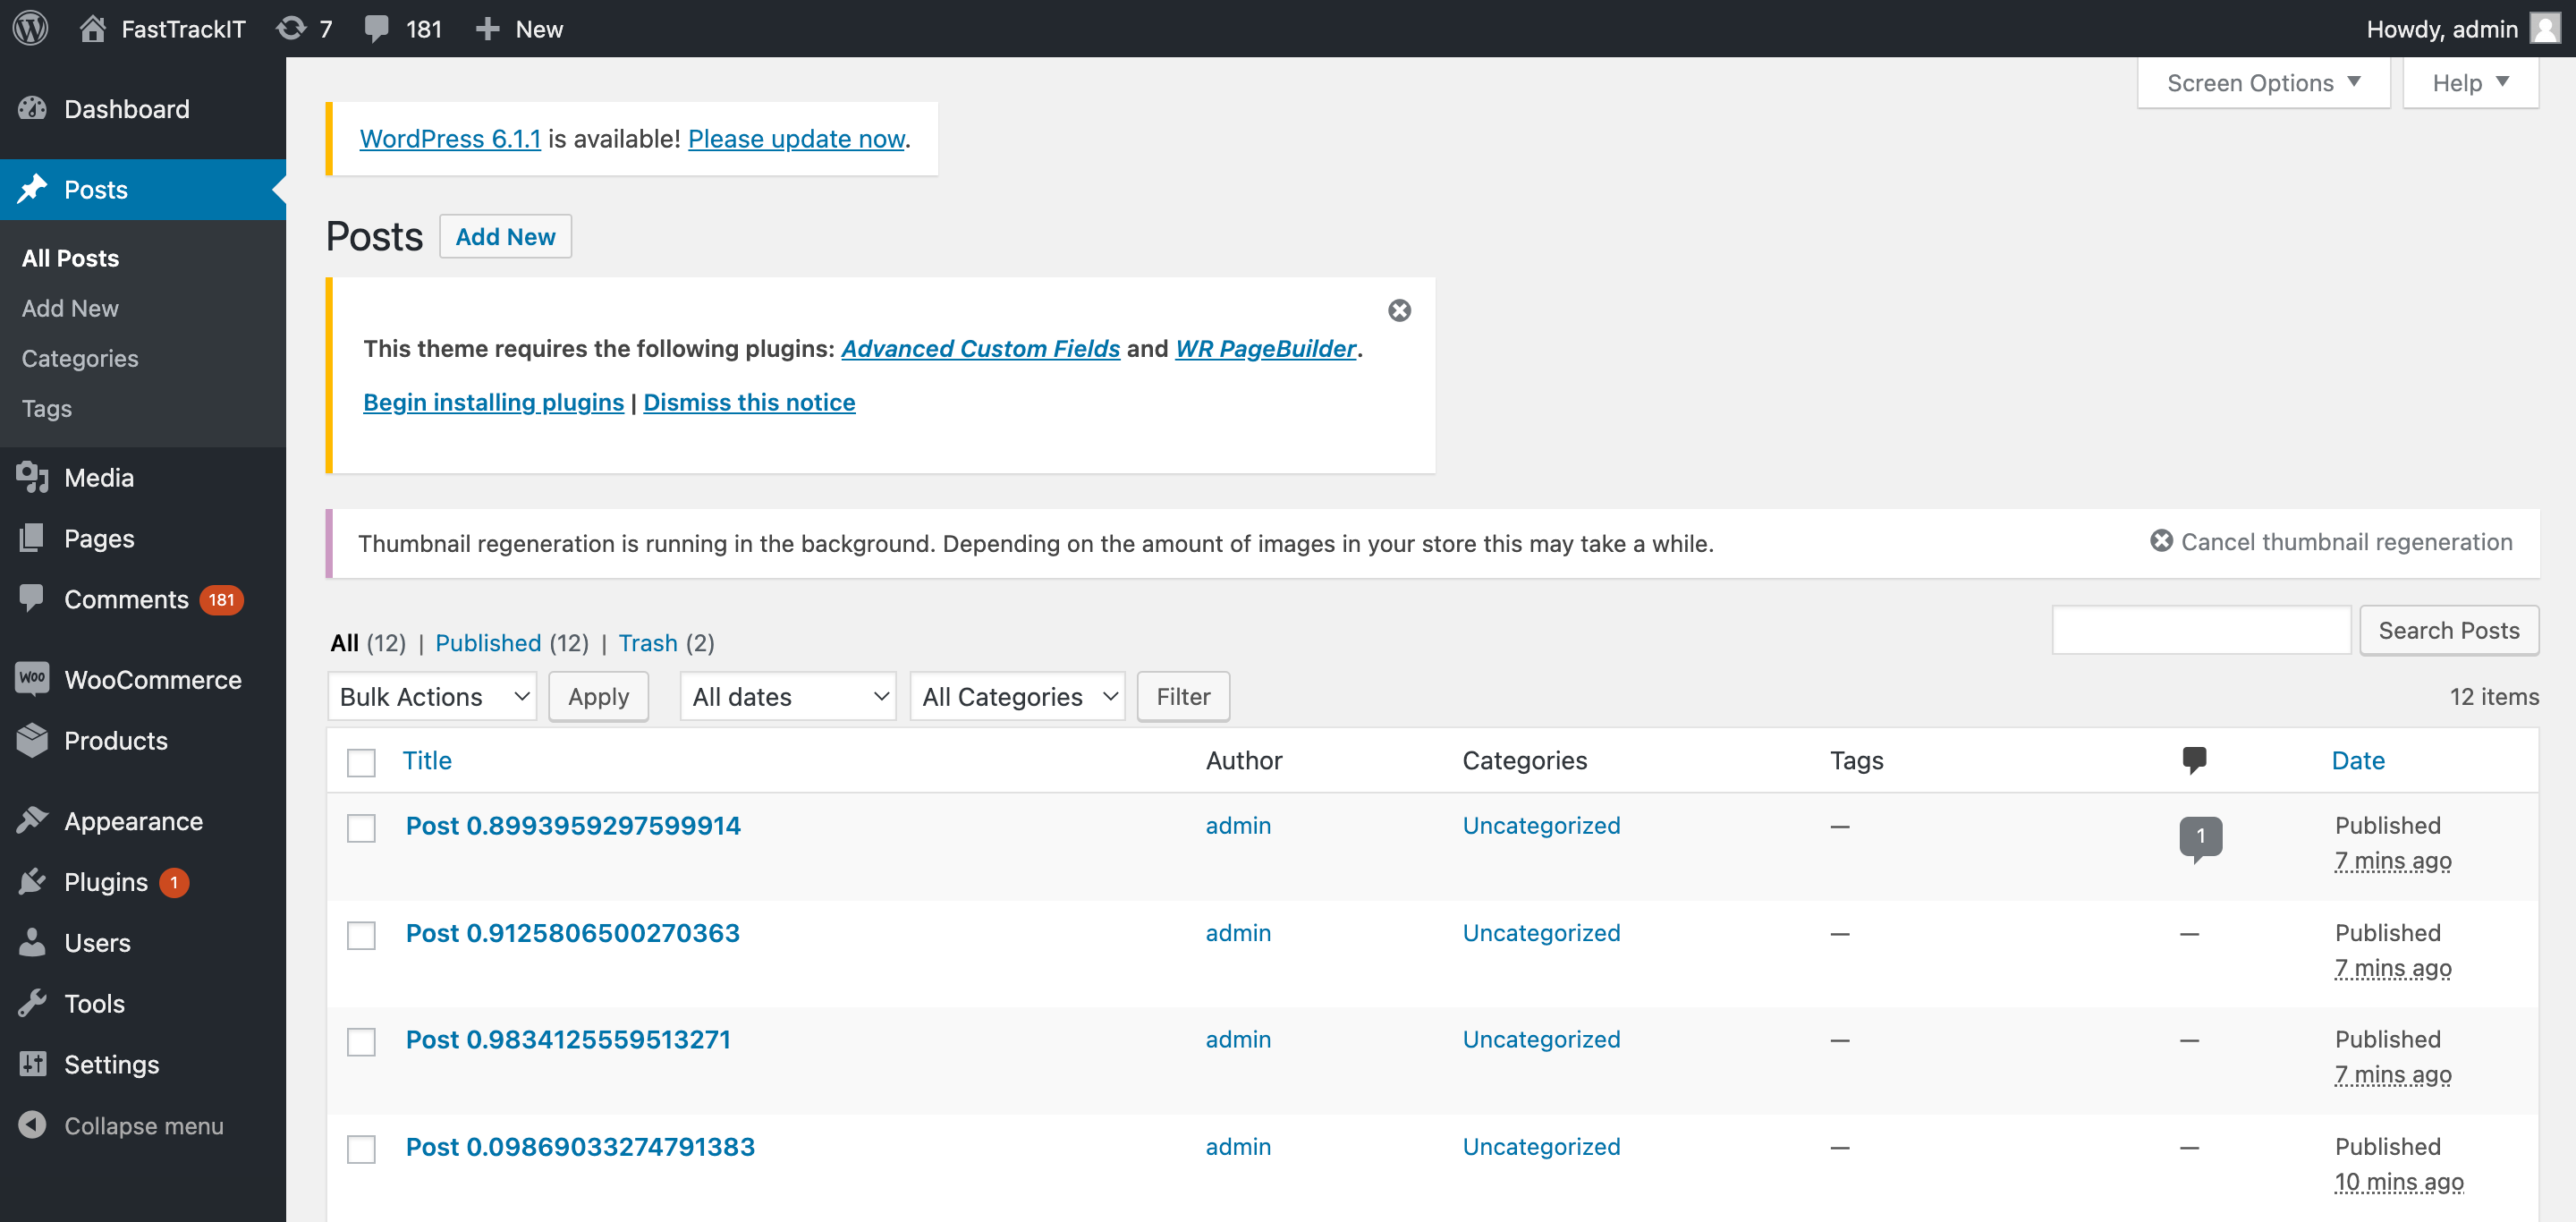 FastTrackIT 7 181 New Howdy, admin
Screen Options Help
Dashboard
Posts
All Posts
Add New
Categories
Tags
Media
Pages
Comments 181
WooCommerce
Products
Appearance
Plugins 1
Users
Tools
Settings
Collapse menu
WordPress 6.1.1 is available! Please update now.
Posts Add New
This theme requires the following plugins: Advanced Custom Fields and WR PageBuilder.
Begin installing plugins | Dismiss this notice
Thumbnail regeneration is running in the background. Depending on the amount of images in your store this may take a while. Cancel thumbnail regeneration
All (12) | Published (12) | Trash (2) Search Posts
Bulk Actions Apply All dates All Categories Filter 12 items
Title Author Categories Tags Date
Post 0.8993959297599914 admin Uncategorized — 1 Published
7 mins ago
Post 0.9125806500270363 admin Uncategorized — — Published
7 mins ago
Post 0.9834125559513271 admin Uncategorized — — Published
7 mins ago
Post 0.09869033274791383 admin Uncategorized — — Published
10 mins ago